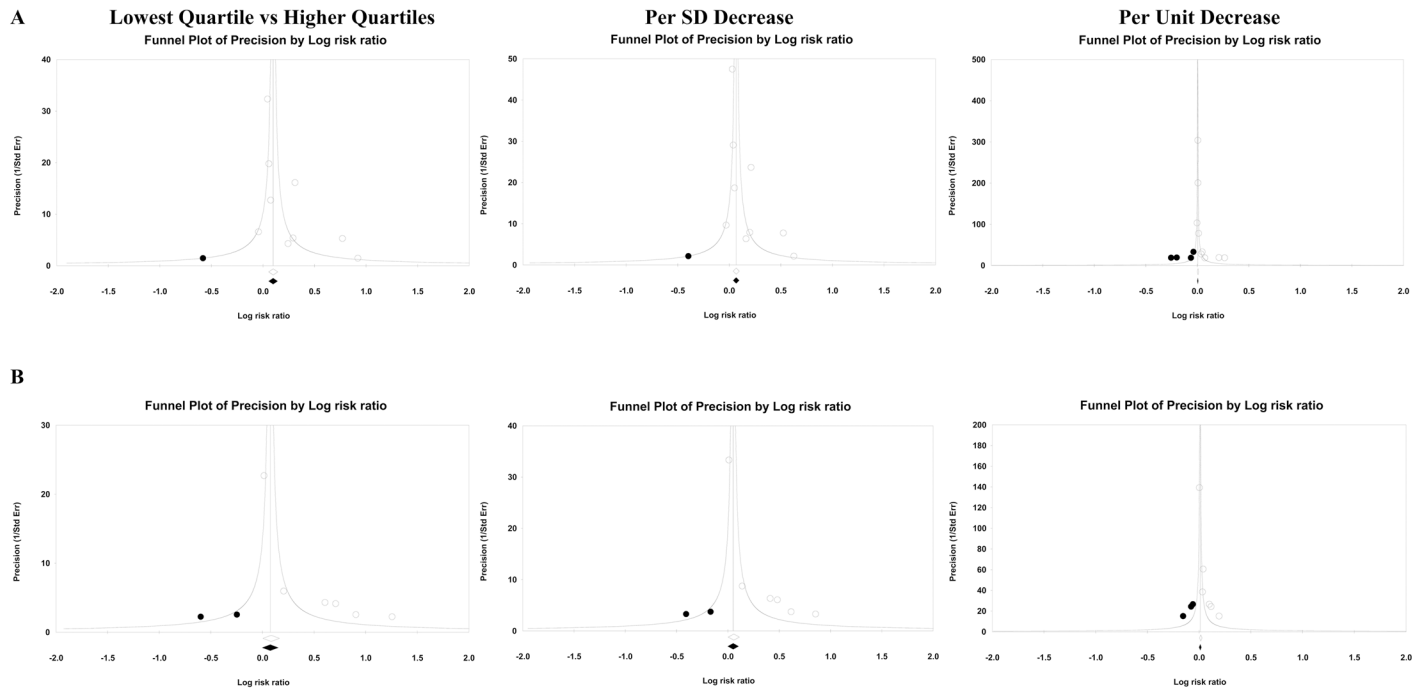 A
Lowest Quartile vs Higher Quartiles
Per SD Decrease
Per Unit Decrease
Funnel Plot of Precision by Log risk ratio
Funnel Plot of Precision by Log risk ratio
Funnel Plot of Precision by Log risk ratio
40
30
20
10
0
Precision (1/Std Err)
-2.0 -1.5 -1.0 -0.5 0.0 0.5 1.0 1.5 2.0
Log risk ratio
50
40
30
20
10
0
Precision (1/Std Err)
-2.0 -1.5 -1.0 -0.5 0.0 0.5 1.0 1.5 2.0
Log risk ratio
500
400
300
200
100
0
Precision (1/Std Err)
-2.0 -1.5 -1.0 -0.5 0.0 0.5 1.0 1.5 2.0
Log risk ratio
B
Funnel Plot of Precision by Log risk ratio
Funnel Plot of Precision by Log risk ratio
Funnel Plot of Precision by Log risk ratio
30
20
10
0
Precision (1/Std Err)
-2.0 -1.5 -1.0 -0.5 0.0 0.5 1.0 1.5 2.0
Log risk ratio
40
30
20
10
0
Precision (1/Std Err)
-2.0 -1.5 -1.0 -0.5 0.0 0.5 1.0 1.5 2.0
Log risk ratio
200
180
160
140
120
100
80
60
40
20
0
Precision (1/Std Err)
-2.0 -1.5 -1.0 -0.5 0.0 0.5 1.0 1.5 2.0
Log risk ratio